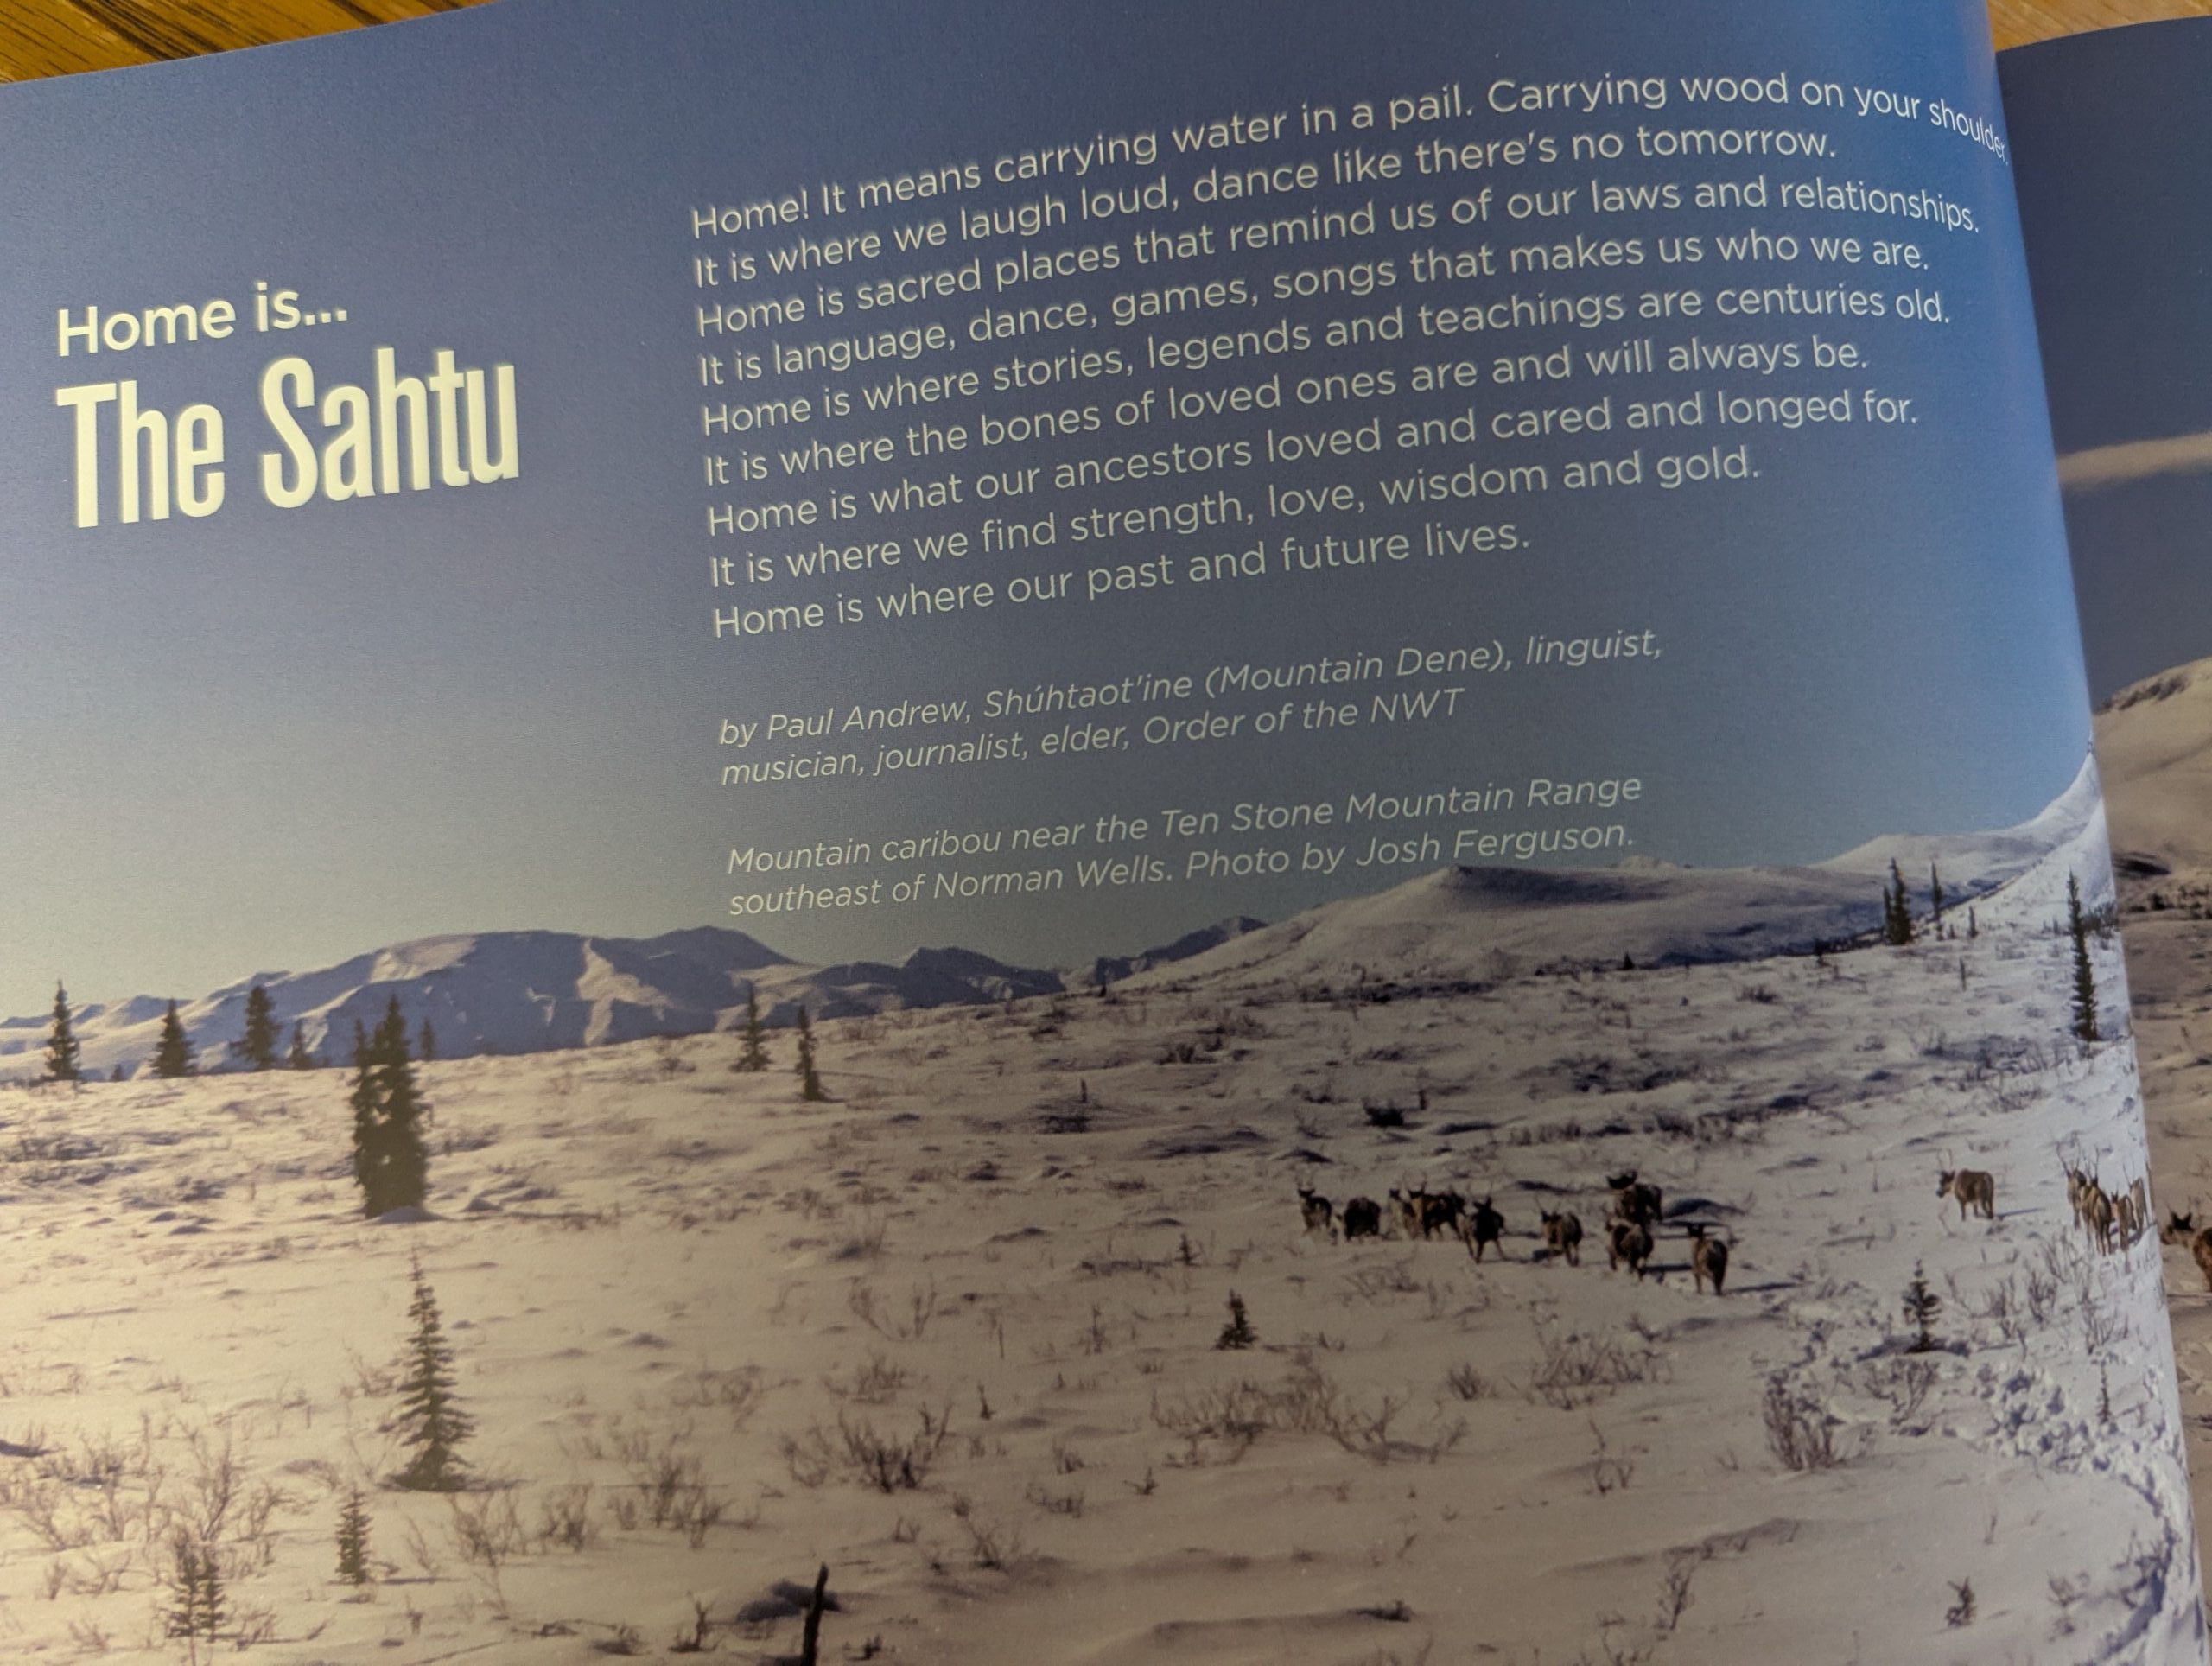 Home is...
The Sahtu
Home! It means carrying water in a pail. Carrying wood on your shoulder.
It is where we laugh loud, dance like there's no tomorrow.
Home is sacred places that remind us of our laws and relationships.
It is language, dance, games, songs that makes us who we are.
Home is where stories, legends and teachings are centuries old.
It is where the bones of loved ones are and will always be.
Home is what our ancestors loved and cared and longed for.
It is where we find strength, love, wisdom and gold.
Home is where our past and future lives.
by Paul Andrew, Shúhtaot'ine (Mountain Dene), linguist,
musician, journalist, elder, Order of the NWT
Mountain caribou near the Ten Stone Mountain Range
southeast of Norman Wells. Photo by Josh Ferguson.